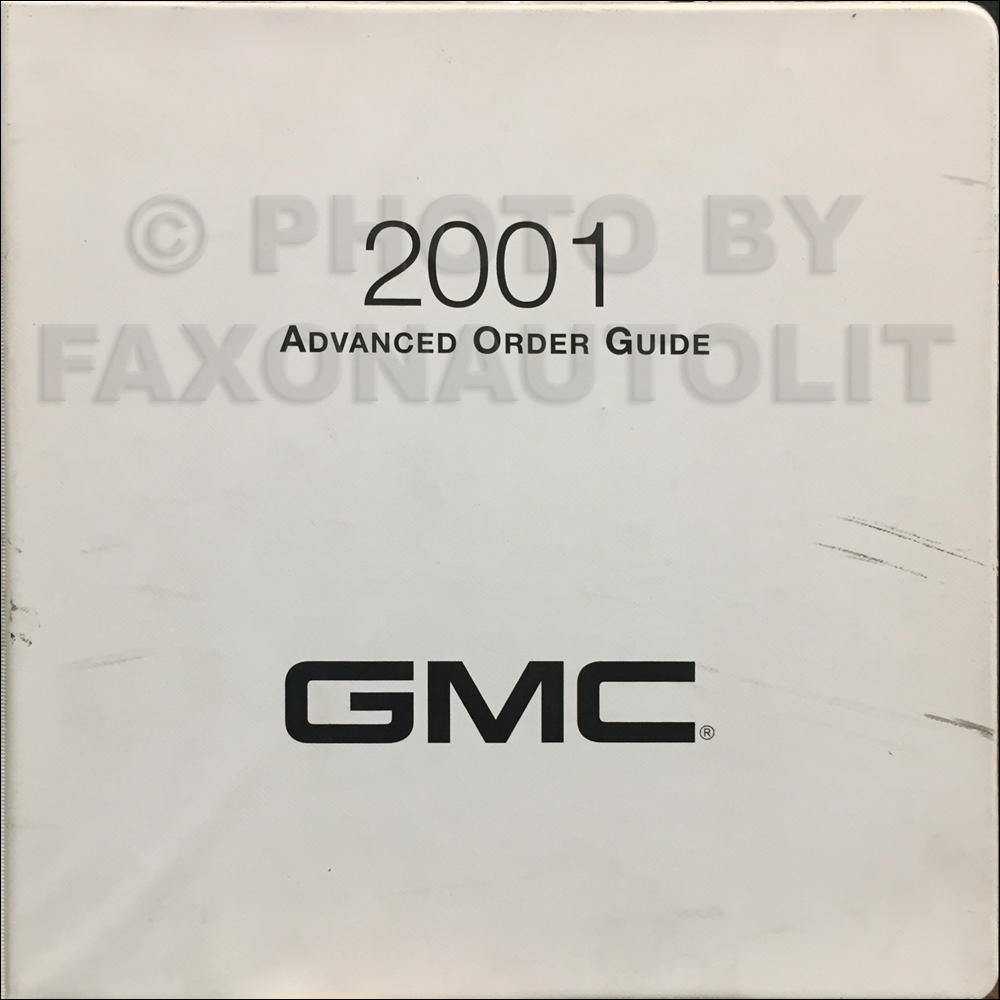 © PHOTO BY
2001
FAXONAUTOLIT
ADVANCED ORDER GUIDE
GMC®